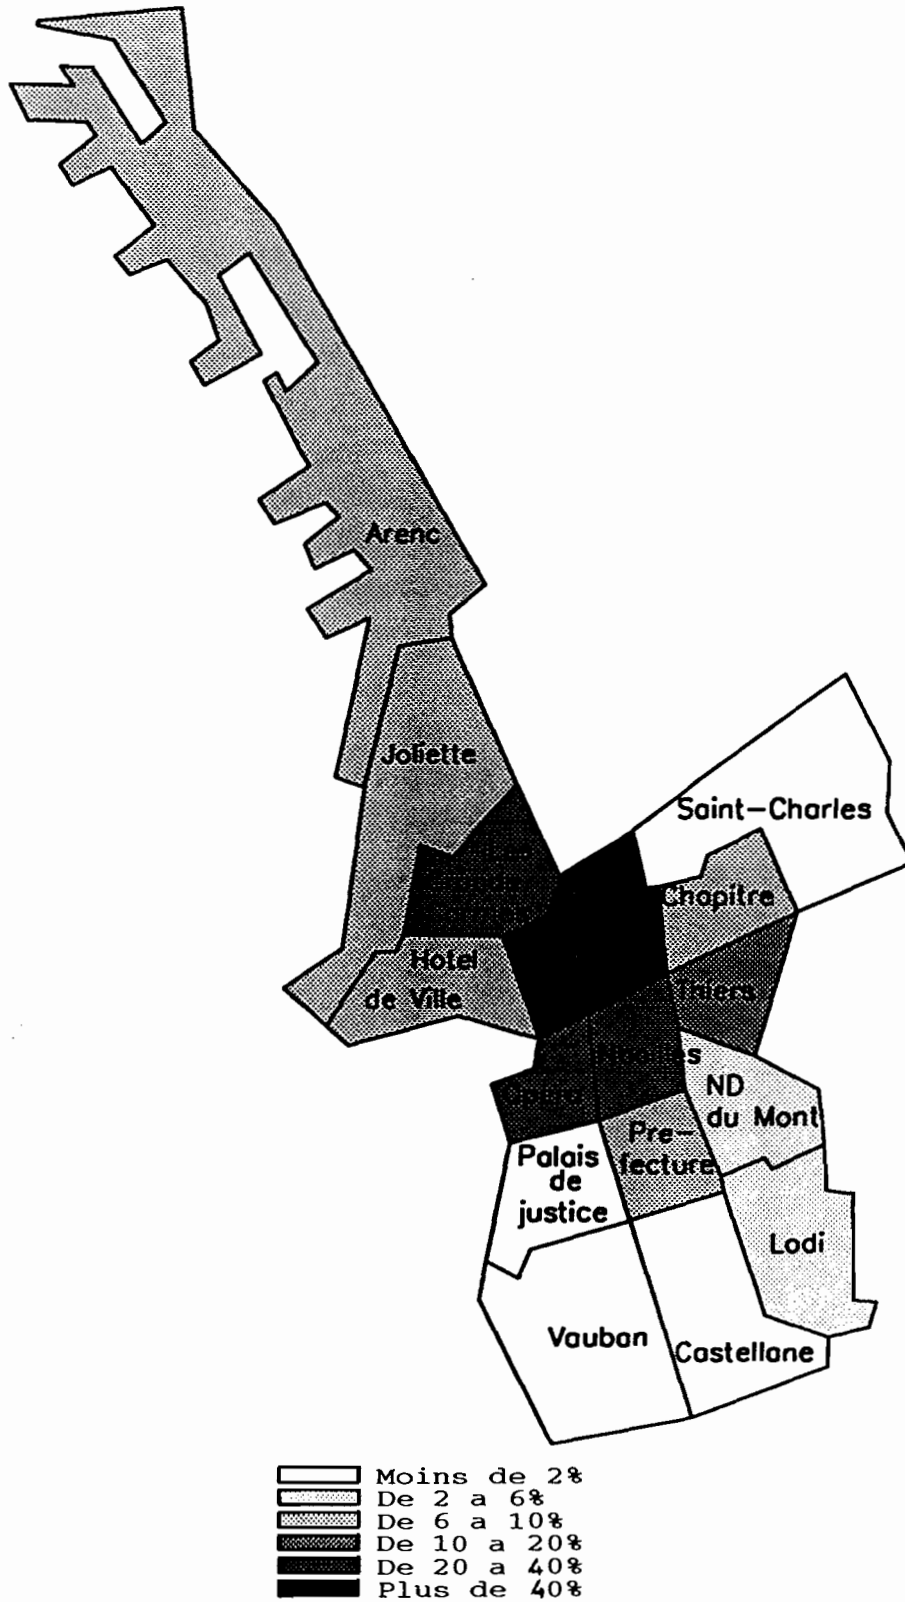 Arenc
Joliette
Saint-Charles
Chapitre
Hotel
de Ville
Thiers
Noailles
Opera
ND
du Mont
Pre-
fecture
Palais
de
justice
Lodi
Vauban
Castellane
Moins de 2%
De 2 a 6%
De 6 a 10%
De 10 a 20%
De 20 a 40%
Plus de 40%